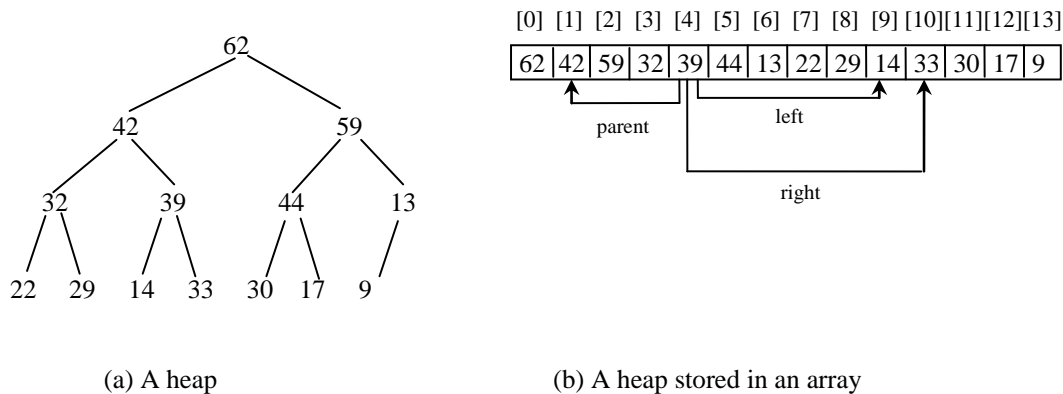 62
42 59
32 39 44 13
22 29 14 33 30 17 9
(a) A heap
[0] [1] [2] [3] [4] [5] [6] [7] [8] [9] [10] [11] [12] [13]
62 42 59 32 39 44 13 22 29 14 33 30 17 9
parent
left
right
(b) A heap stored in an array